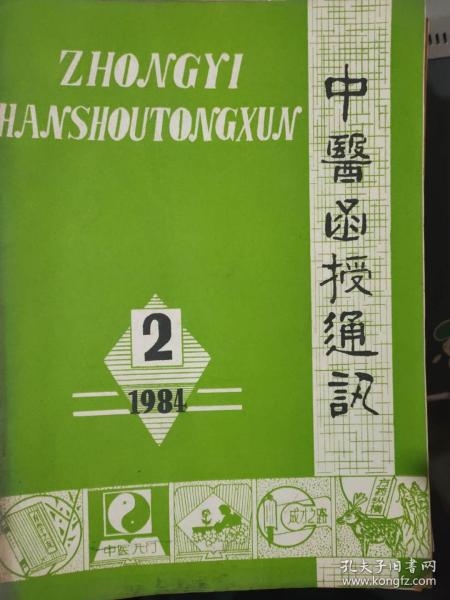 ZHONGYI
HANSHOUTONGXUN
中醫函授通訊
2
1984
中医入门
成才之路
孔夫子旧书网
www.kongfz.com